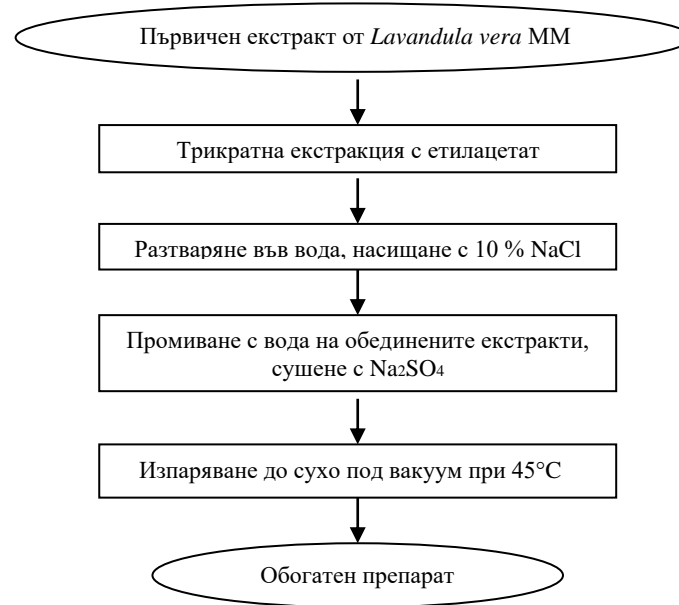 Първичен екстракт от Lavandula vera MM
Трикратна екстракция с етилацетат
Разтваряне във вода, насищане с 10 % NaCl
Промиване с вода на обединените екстракти,
сушене с Na2SO4
Изпаряване до сухо под вакуум при 45°C
Обогатен препарат